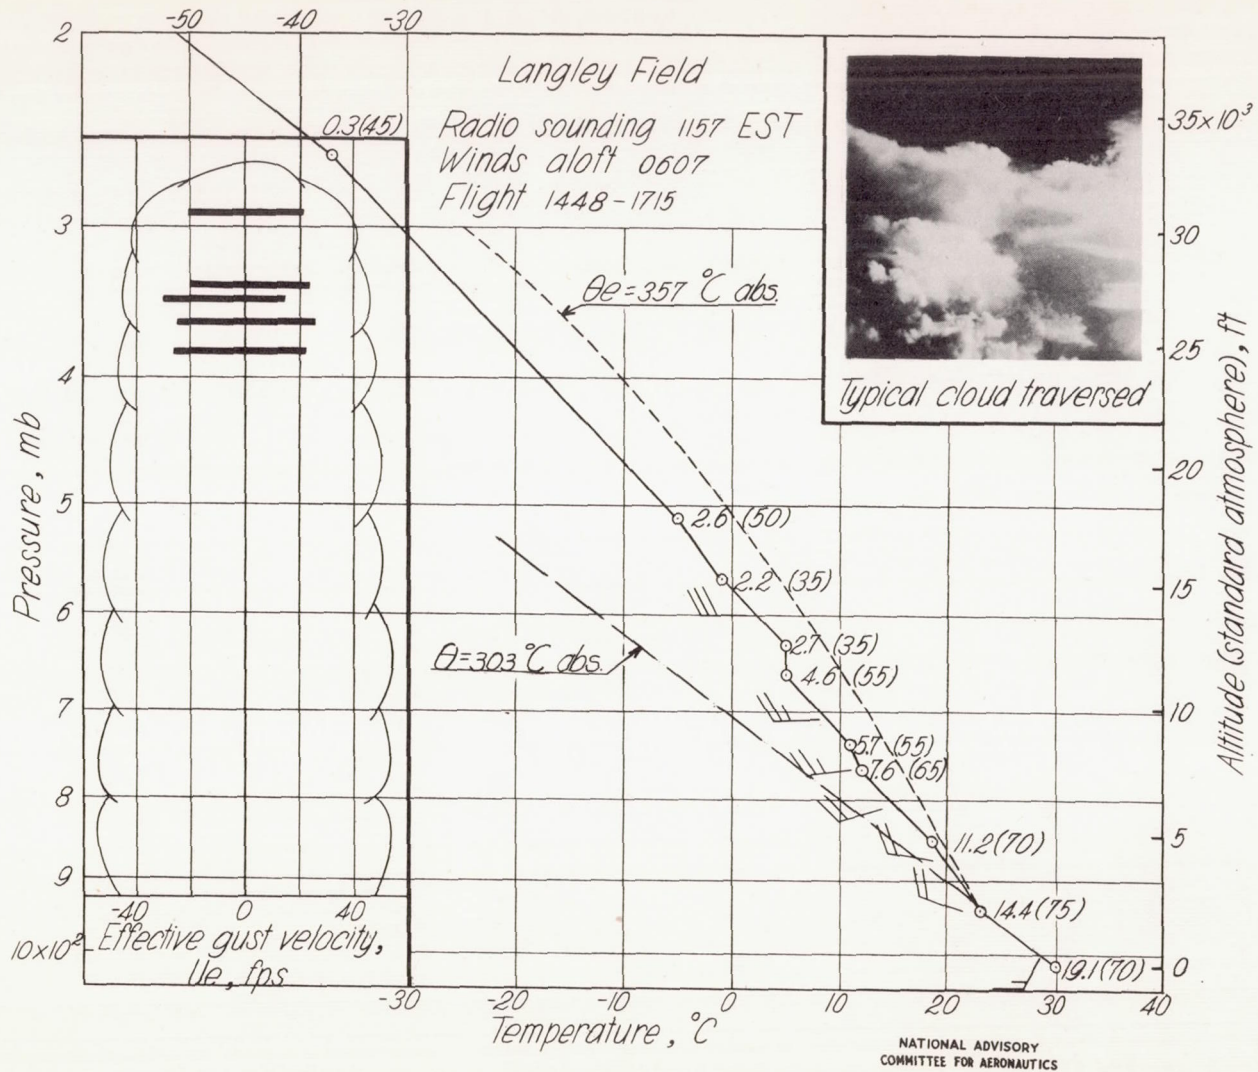 -50 -40 -30
2
Langley Field
0.3(45)
Radio sounding 1157 EST
Winds aloft 0607
Flight 1448-1715
35x10³
3
30
θe=357 °C abs.
25
4
Typical cloud traversed
20
5
2.6 (50)
2.2 (35)
15
6
θ=303 °C abs.
2.7 (35)
4.6 (55)
7
10
5.7 (55)
7.6 (65)
8
11.2(70)
5
9
14.4(75)
-40 0 40
Effective gust velocity,
Ue, fps
10x10²
19.1(70)
0
-30 -20 -10 0 10 20 30 40
Temperature, °C
Pressure, mb
Altitude (standard atmosphere), ft
NATIONAL ADVISORY
COMMITTEE FOR AERONAUTICS